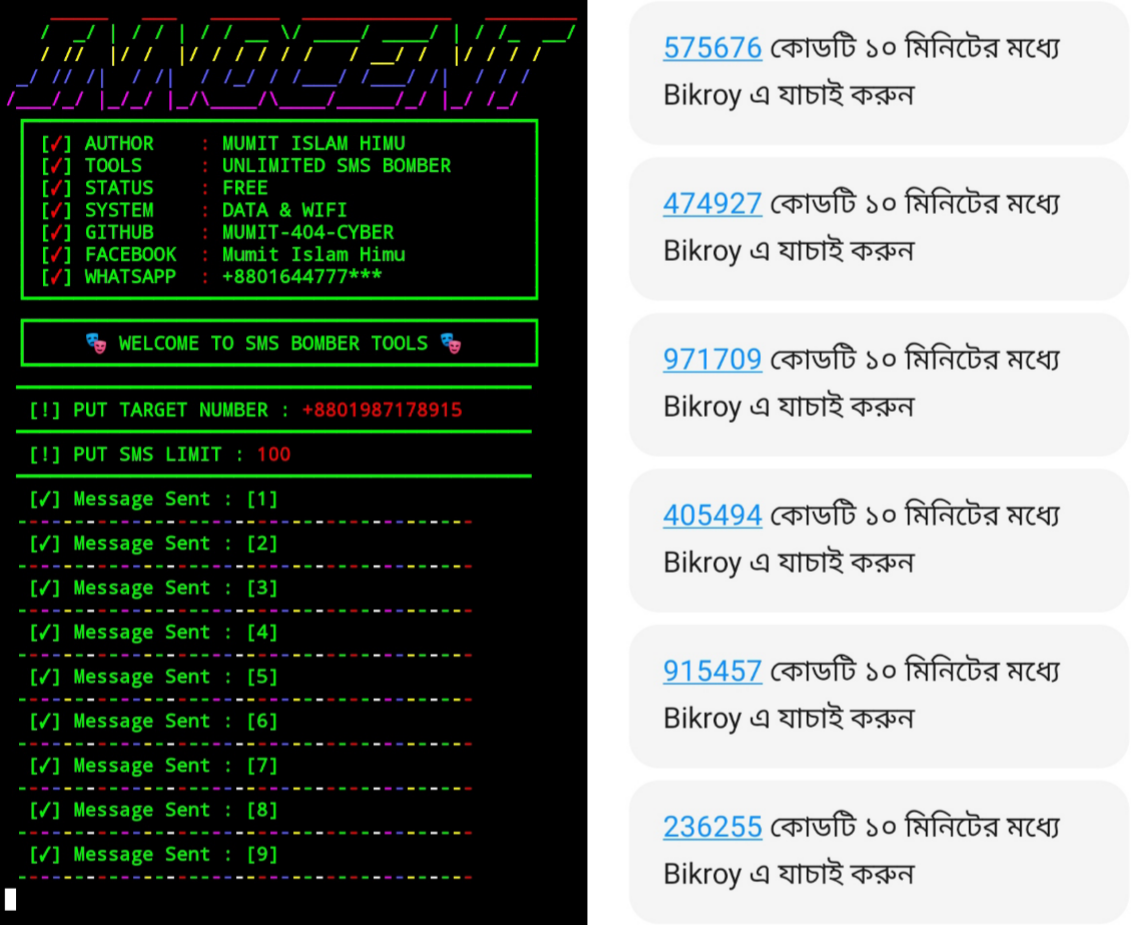 INNOCENT
[✓] AUTHOR : MUMIT ISLAM HIMU
[✓] TOOLS : UNLIMITED SMS BOMBER
[✓] STATUS : FREE
[✓] SYSTEM : DATA & WIFI
[✓] GITHUB : MUMIT-404-CYBER
[✓] FACEBOOK : Mumit Islam Himu
[✓] WHATSAPP : +8801644777***
🎭 WELCOME TO SMS BOMBER TOOLS 🎭
[!] PUT TARGET NUMBER : +8801987178915
[!] PUT SMS LIMIT : 100
[✓] Message Sent : [1]
[✓] Message Sent : [2]
[✓] Message Sent : [3]
[✓] Message Sent : [4]
[✓] Message Sent : [5]
[✓] Message Sent : [6]
[✓] Message Sent : [7]
[✓] Message Sent : [8]
[✓] Message Sent : [9]
575676 কোডটি ১০ মিনিটের মধ্যে
Bikroy এ যাচাই করুন
474927 কোডটি ১০ মিনিটের মধ্যে
Bikroy এ যাচাই করুন
971709 কোডটি ১০ মিনিটের মধ্যে
Bikroy এ যাচাই করুন
405494 কোডটি ১০ মিনিটের মধ্যে
Bikroy এ যাচাই করুন
915457 কোডটি ১০ মিনিটের মধ্যে
Bikroy এ যাচাই করুন
236255 কোডটি ১০ মিনিটের মধ্যে
Bikroy এ যাচাই করুন